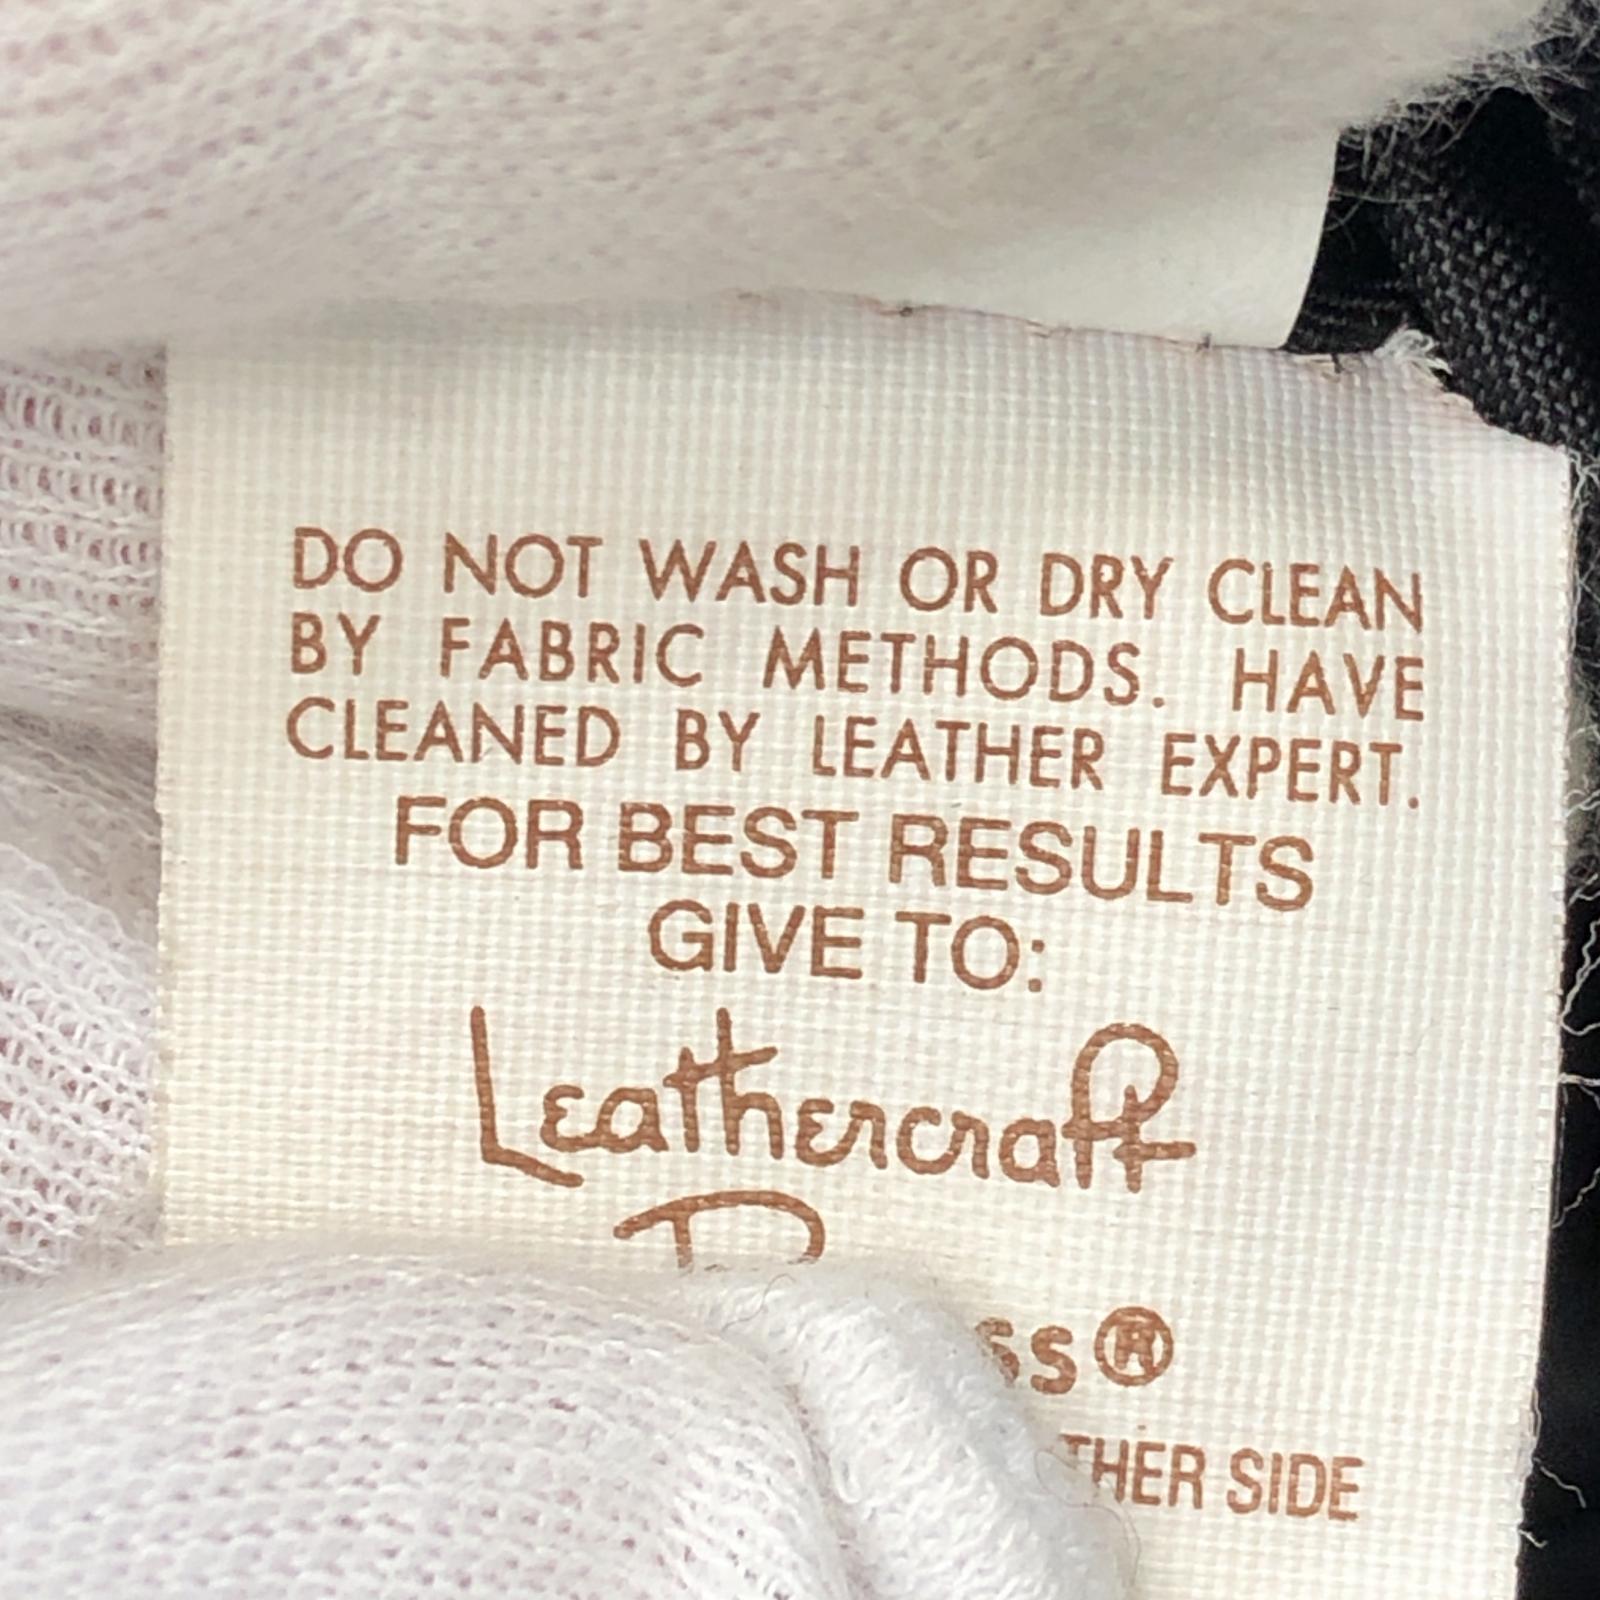 DO NOT WASH OR DRY CLEAN
BY FABRIC METHODS. HAVE
CLEANED BY LEATHER EXPERT.
FOR BEST RESULTS
GIVE TO:
Leathercraft
SIDE